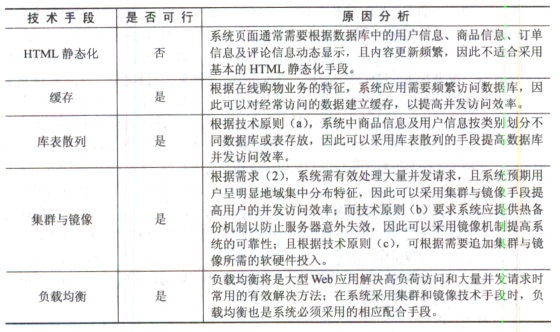 技术手段 是否可行 原因分析
HTML 静态化 否 系统页面通常需要根据数据库中的用户信息、商品信息、订单
信息及评论信息动态显示，且内容更新频繁，因此不适合采用
基本的 HTML 静态化手段。
缓存 是 根据在线购物业务的特征，系统应用需要频繁访问数据库，因
此可以对经常访问的数据建立缓存，以提高并发访问效率。
库表散列 是 根据技术原则（a），系统中商品信息及用户信息按类别划分不
同数据库或表存放，因此可以采用库表散列的手段提高数据库
并发访问效率。
集群与镜像 是 根据需求（2），系统需有效处理大量并发请求，且系统预期用
户呈明显地域集中分布特征，因此可以采用集群与镜像手段提
高用户的并发访问效率；而技术原则（b）要求系统应提供热备
份机制以防止服务器意外失效，因此可以采用镜像机制提高系
统的可靠性；且根据技术原则（c），可根据需要追加集群与镜
像所需的软硬件投入。
负载均衡 是 负载均衡将是大型 Web 应用解决高负荷访问和大量并发请求时
常用的有效解决方法；在系统采用集群和镜像技术手段时，负
载均衡也是系统必须采用的相应配合手段。